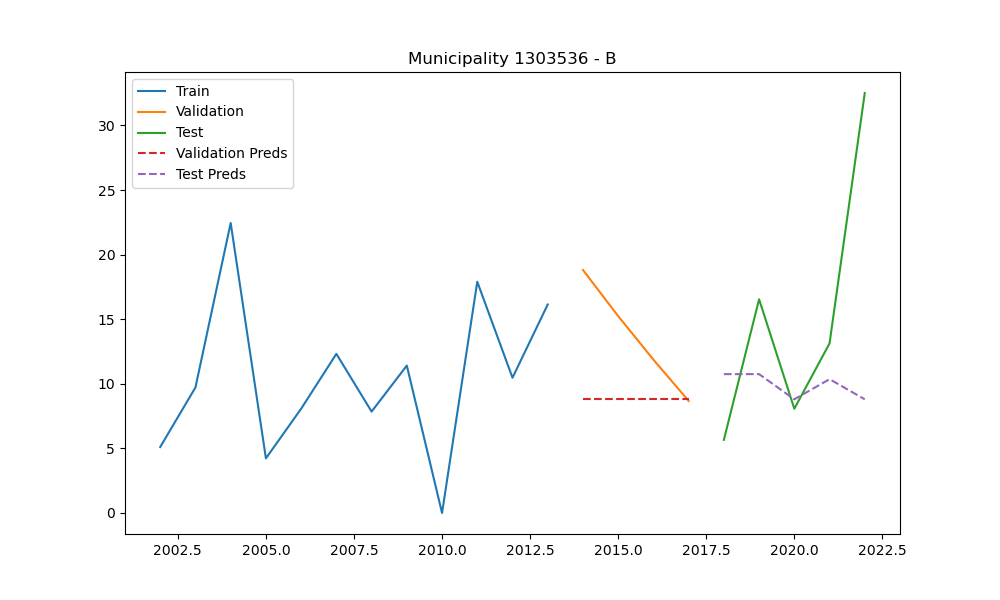 Municipality 1303536 - B
Train
Validation
Test
Validation Preds
Test Preds
30
25
20
15
10
5
0
2002.5 2005.0 2007.5 2010.0 2012.5 2015.0 2017.5 2020.0 2022.5